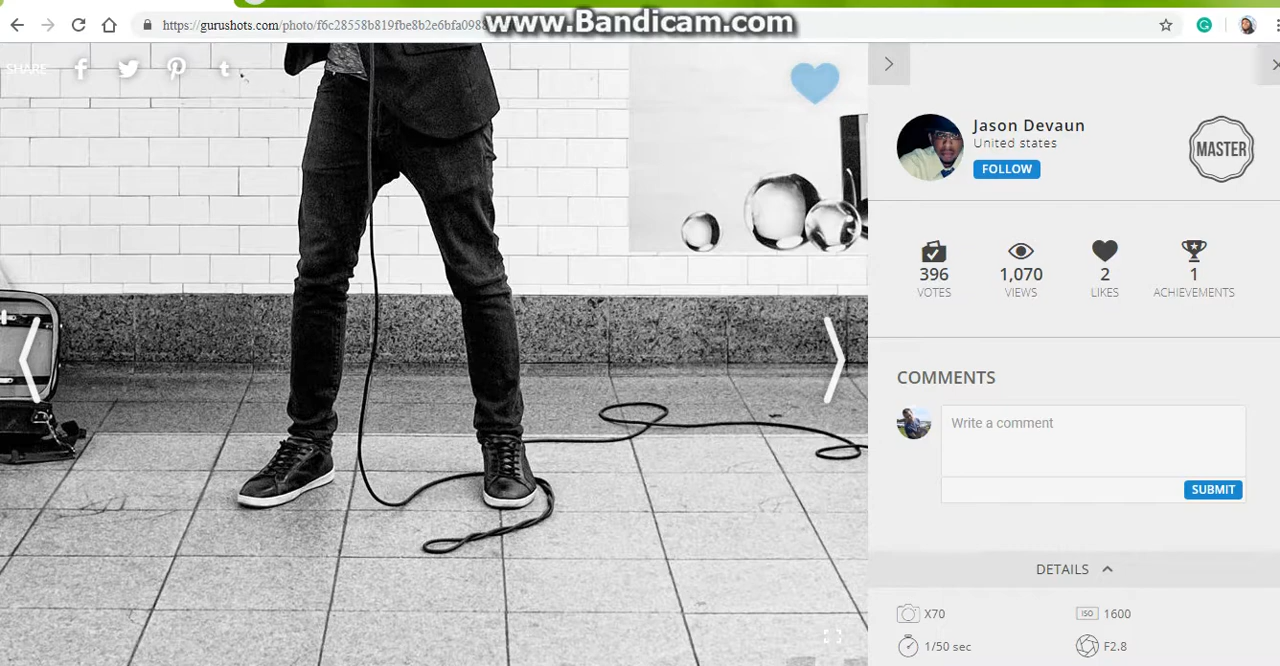 https://gurushots.com/photo/f6c28558b819fbe8b2e6bfa098
www.Bandicam.com
SHARE
Jason Devaun
United states
FOLLOW
MASTER
396
VOTES
1,070
VIEWS
2
LIKES
1
ACHIEVEMENTS
COMMENTS
Write a comment
SUBMIT
DETAILS
X70
ISO 1600
1/50 sec
F2.8